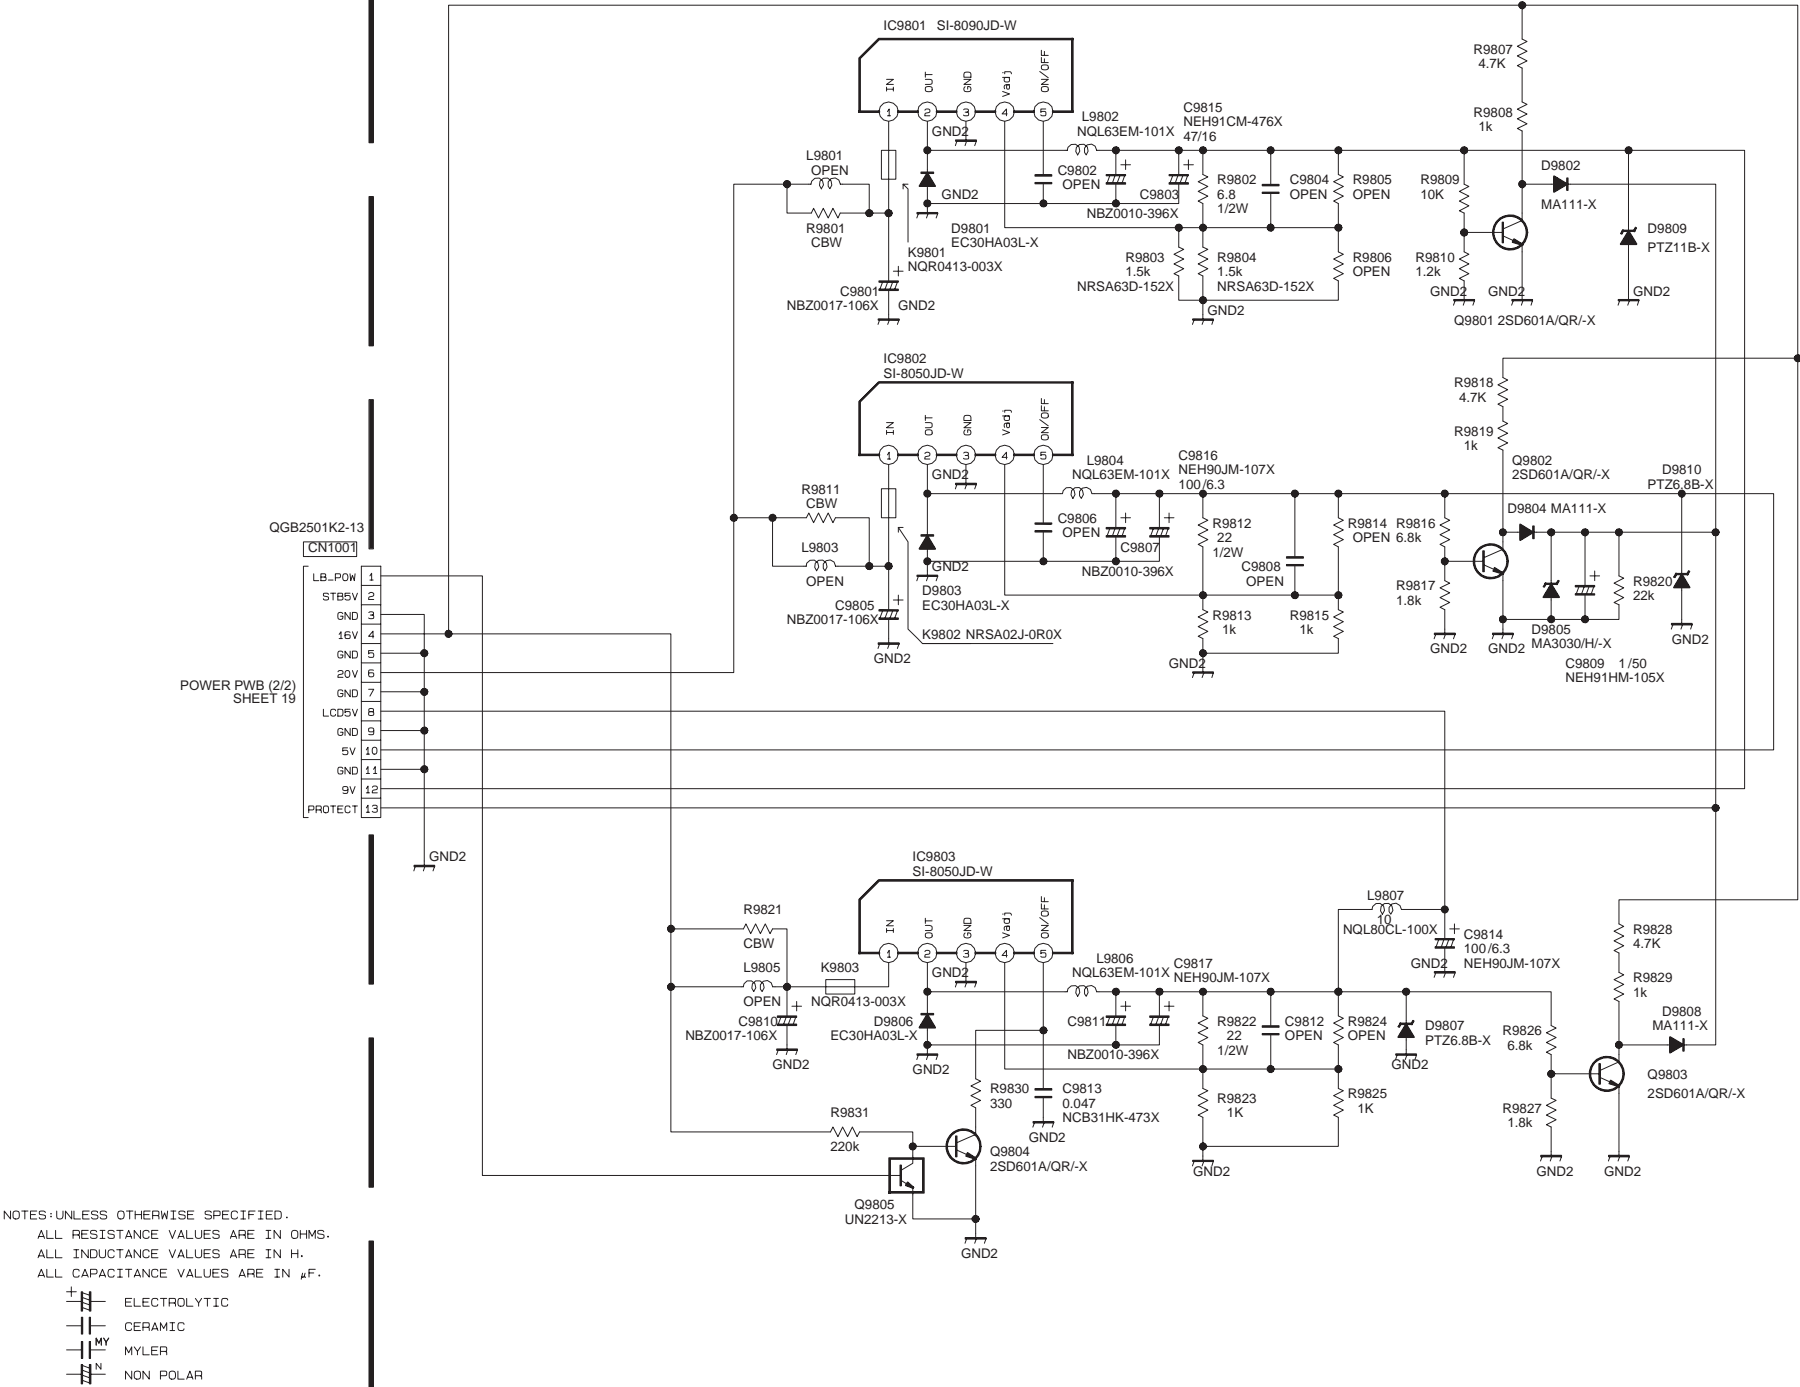 IC9801 SI-8090JD-W
IN
OUT
GND
Vadj
ON/OFF
1
2
3
4
5
GND2
L9801
OPEN
R9801
CBW
GND2
D9801
EC30HA03L-X
K9801
NQR0413-003X
C9801
NBZ0017-106X
+
GND2
L9802
NQL63EM-101X
C9815
NEH91CM-476X
47/16
C9802
OPEN
+
C9803
+
NBZ0010-396X
R9802
6.8
1/2W
C9804
OPEN
R9805
OPEN
R9803
1.5k
NRSA63D-152X
R9804
1.5k
NRSA63D-152X
R9806
OPEN
GND2
R9807
4.7K
R9808
1k
R9809
10K
R9810
1.2k
GND2
GND2
Q9801 2SD601A/QR/-X
D9802
MA111-X
D9809
PTZ11B-X
GND2
IC9802
SI-8050JD-W
IN
OUT
GND
Vadj
ON/OFF
1
2
3
4
5
GND2
R9811
CBW
L9803
OPEN
C9805
NBZ0017-106X
+
GND2
GND2
D9803
EC30HA03L-X
K9802 NRSA02J-0R0X
L9804
NQL63EM-101X
C9816
NEH90JM-107X
100/6.3
C9806
OPEN
+
C9807
+
NBZ0010-396X
R9812
22
1/2W
C9808
OPEN
R9814
OPEN
R9813
1k
R9815
1k
GND2
R9816
6.8k
R9817
1.8k
GND2
R9818
4.7K
R9819
1k
Q9802
2SD601A/QR/-X
D9804 MA111-X
GND2
D9805
MA3030/H/-X
+
C9809 1/50
NEH91HM-105X
R9820
22k
D9810
PTZ6.8B-X
GND2
QGB2501K2-13
CN1001
LB_POW 1
STB5V 2
GND 3
16V 4
GND 5
20V 6
GND 7
LCD5V 8
GND 9
5V 10
GND 11
9V 12
PROTECT 13
POWER PWB (2/2)
SHEET 19
GND2
IC9803
SI-8050JD-W
IN
OUT
GND
Vadj
ON/OFF
1
2
3
4
5
GND2
R9821
CBW
L9805
OPEN
K9803
NQR0413-003X
C9810
NBZ0017-106X
+
GND2
D9806
EC30HA03L-X
GND2
L9806
NQL63EM-101X
C9817
NEH90JM-107X
C9811
+
+
NBZ0010-396X
R9822
22
1/2W
C9812
OPEN
R9824
OPEN
R9823
1K
R9825
1K
GND2
L9807
10
NQL80CL-100X
+
C9814
100/6.3
NEH90JM-107X
GND2
D9807
PTZ6.8B-X
GND2
R9826
6.8k
R9827
1.8k
GND2
R9828
4.7K
R9829
1k
D9808
MA111-X
Q9803
2SD601A/QR/-X
GND2
R9830
330
C9813
0.047
NCB31HK-473X
GND2
R9831
220k
Q9804
2SD601A/QR/-X
Q9805
UN2213-X
GND2
NOTES:UNLESS OTHERWISE SPECIFIED.
ALL RESISTANCE VALUES ARE IN OHMS.
ALL INDUCTANCE VALUES ARE IN H.
ALL CAPACITANCE VALUES ARE IN μF.
+ ELECTROLYTIC
CERAMIC
MY MYLER
N NON POLAR